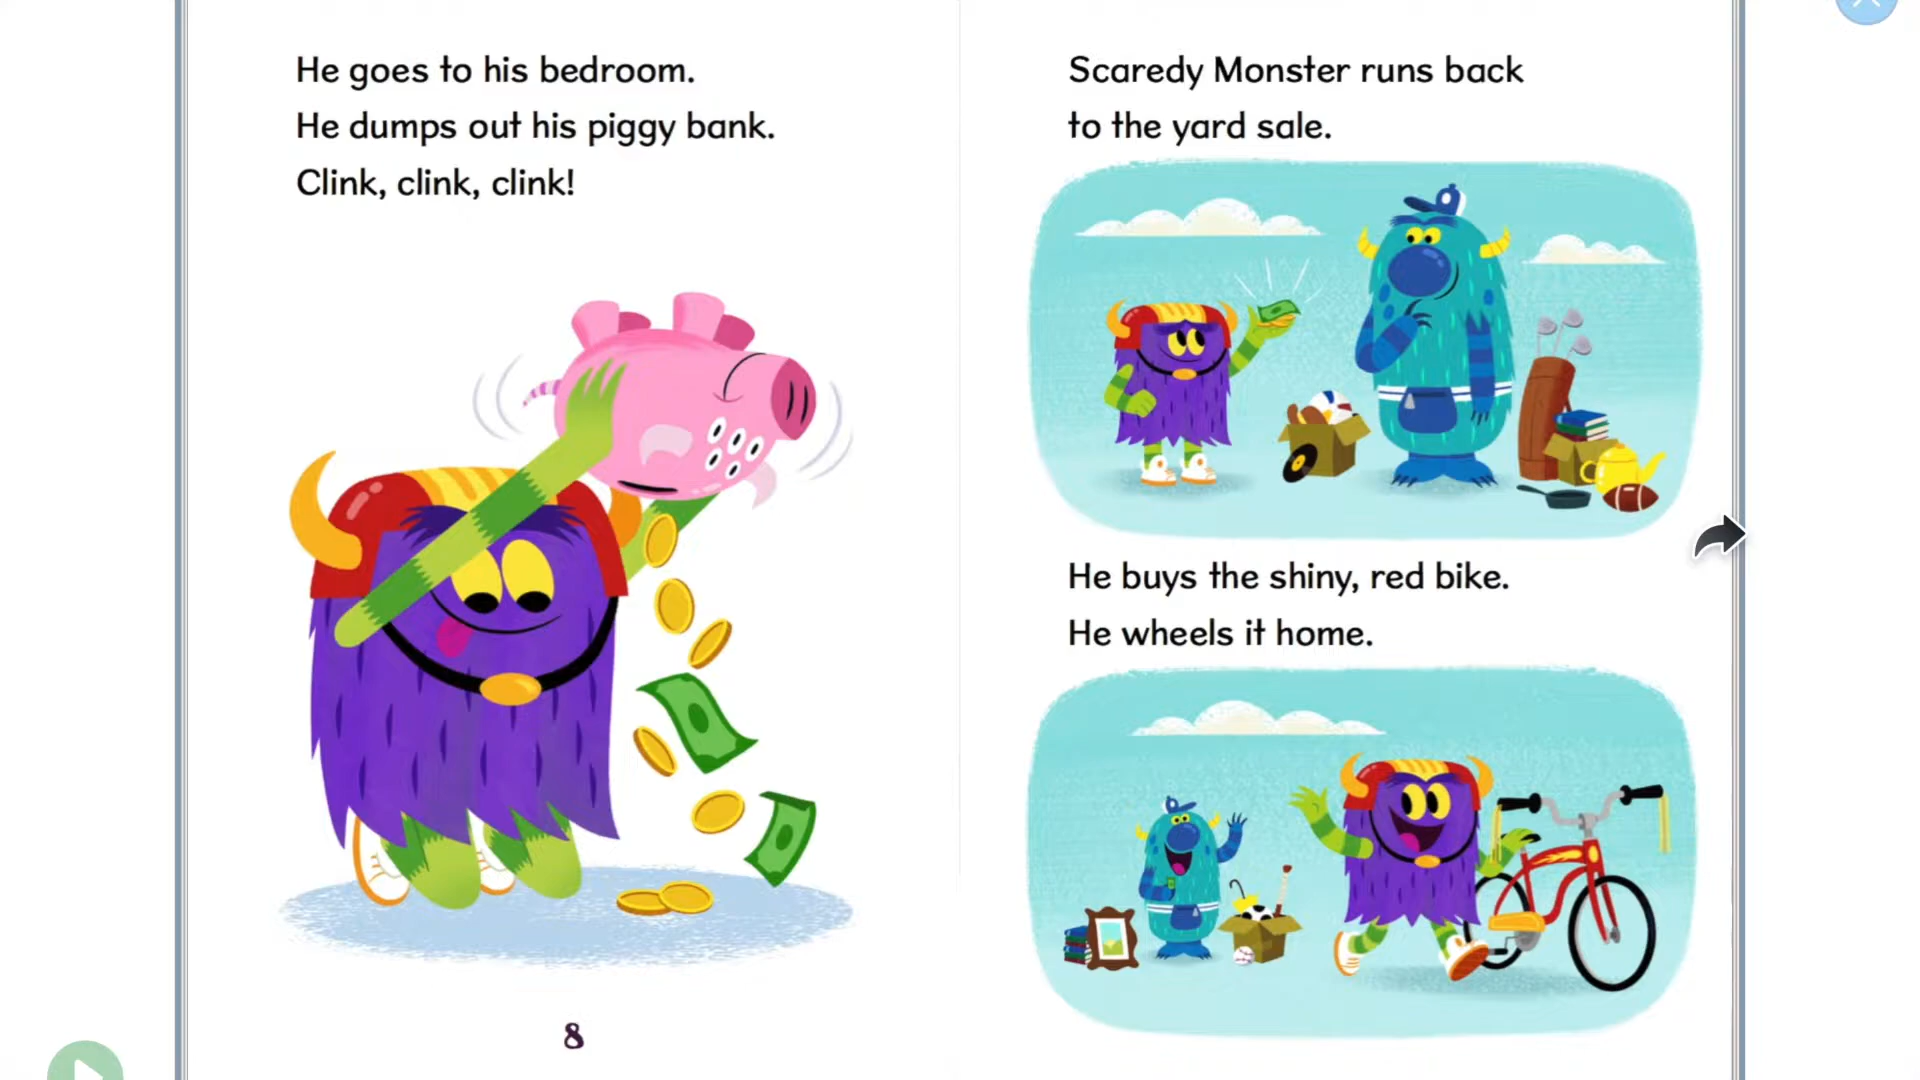 He goes to his bedroom.
He dumps out his piggy bank.
Clink, clink, clink!
8
Scaredy Monster runs back
to the yard sale.
He buys the shiny, red bike.
He wheels it home.